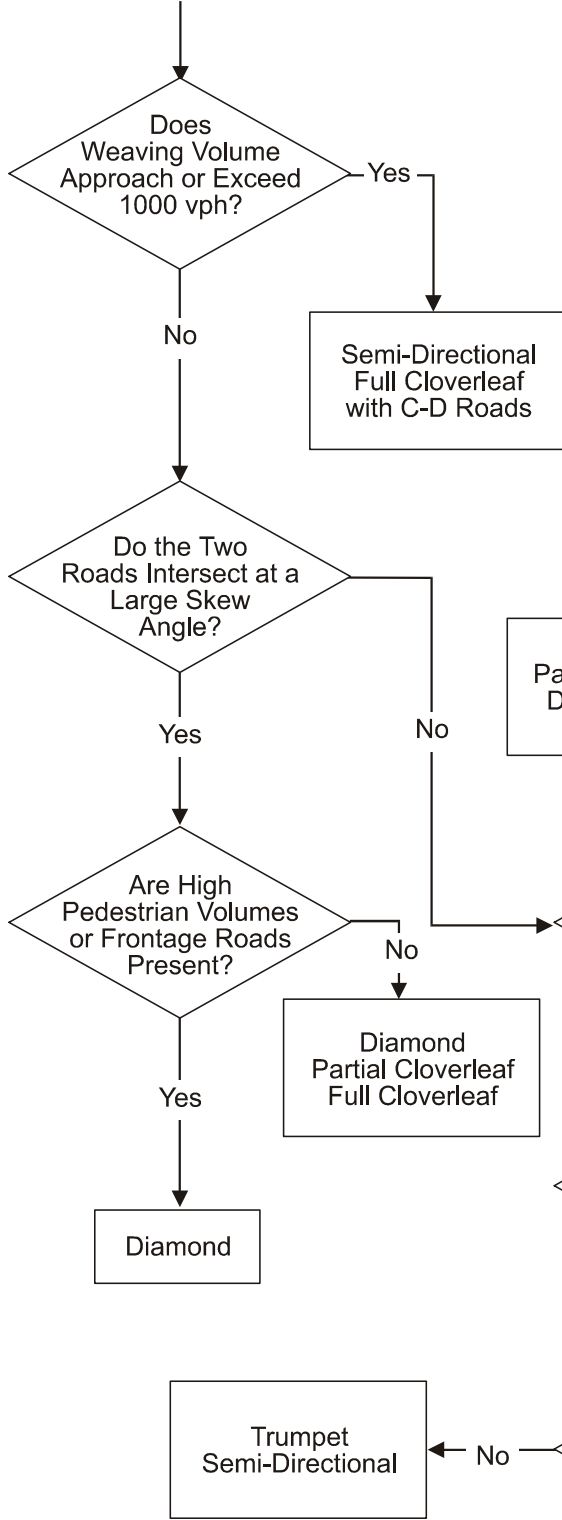 Does
Weaving Volume
Approach or Exceed
1000 vph?
Yes
No
Semi-Directional
Full Cloverleaf
with C-D Roads
Do the Two
Roads Intersect at a
Large Skew
Angle?
Yes
No
Are High
Pedestrian Volumes
or Frontage Roads
Present?
No
Yes
Diamond
Partial Cloverleaf
Full Cloverleaf
Diamond
Trumpet
Semi-Directional
No